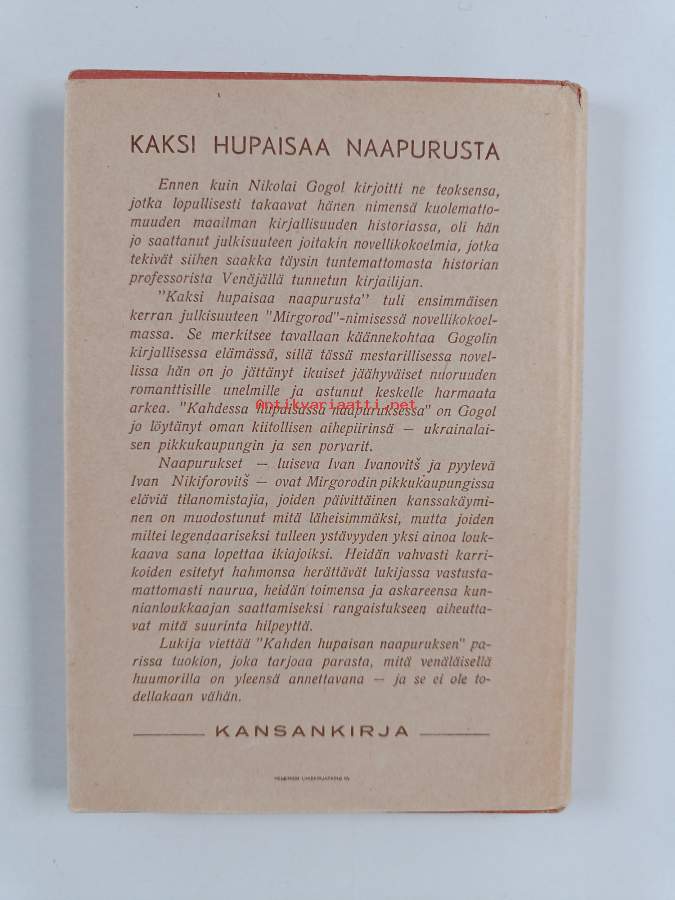 KAKSI HUPAISAA NAAPURUSTA
Ennen kuin Nikolai Gogol kirjoitti ne teoksensa,
jotka lopullisesti takaavat hänen nimensä kuolematto-
muuden maailman kirjallisuuden historiassa, oli hän
jo saattanut julkisuuteen joitakin novellikokoelmia, jotka
tekivät siihen saakka täysin tuntemattomasta historian
professorista Venäjällä tunnetun kirjailijan.
"Kaksi hupaisaa naapurusta" tuli ensimmäisen
kerran julkisuuteen "Mirgorod"-nimisessä novellikokoel-
massa. Se merkitsee tavallaan käännekohtaa Gogolin
kirjallisessa elämässä, sillä tässä mestarillisessa novel-
lissa hän on jo jättänyt ikuiset jäähyväiset nuoruuden
romanttisille unelmille ja astunut keskelle harmaata
arkea. "Kahdessa hupaisassa naapuruksessa" on Gogol
antikvariaatti.net
jo löytänyt oman kiitollisen aihepiirinsä — ukrainalai-
sen pikkukaupungin ja sen porvarit.
Naapurukset — luiseva Ivan Ivanovitš ja pyylevä
Ivan Nikiforovitš — ovat Mirgorodin pikkukaupungissa
eläviä tilanomistajia, joiden päivittäinen kanssakäymi-
nen on muodostunut mitä läheisimmäksi, mutta joiden
miltei legendaariseksi tulleen ystävyyden yksi ainoa louk-
kaava sana lopettaa ikiajoiksi. Heidän vahvasti karri-
koiden esitetyt hahmonsa herättävät lukijassa vastusta-
mattomasti naurua, heidän toimensa ja askareensa kun-
nianloukkaajan saattamiseksi rangaistukseen aiheutta-
vat mitä suurinta hilpeyttä.
Lukija viettää "Kahden hupaisan naapuruksen" pa-
rissa tuokion, joka tarjoaa parasta, mitä venäläisellä
huumorilla on yleensä annettavana — ja se ei ole to-
dellakaan vähän.
KANSANKIRJA